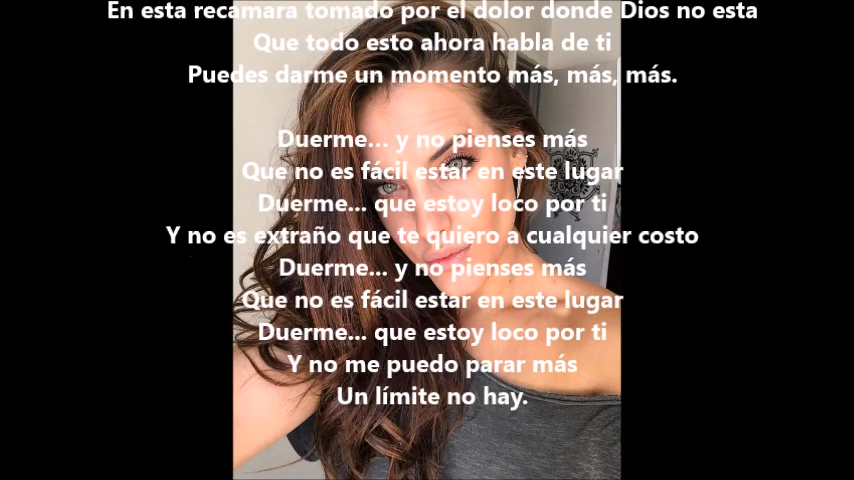 En esta recámara tomado por el dolor donde Dios no esta
Que todo esto ahora habla de ti
Puedes darme un momento más, más, más.
Duerme... y no pienses más
Que no es fácil estar en este lugar
Duerme... que estoy loco por ti
Y no es extraño que te quiero a cualquier costo
Duerme... y no pienses más
Que no es fácil estar en este lugar
Duerme... que estoy loco por ti
Y no me puedo parar más
Un límite no hay.